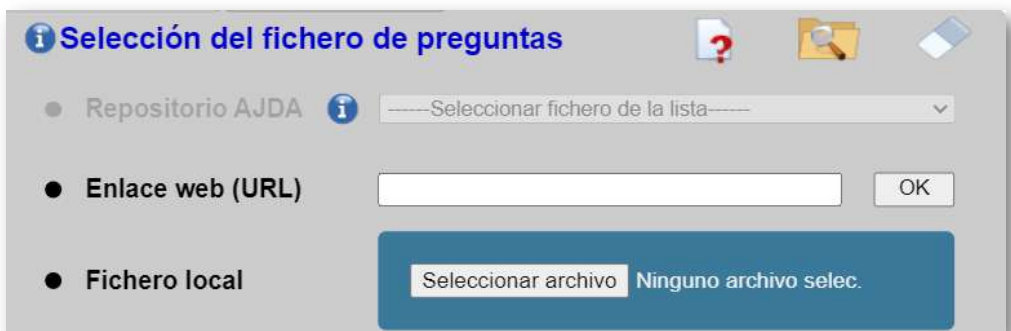 Selección del fichero de preguntas
Repositorio AJDA ------Seleccionar fichero de la lista------
Enlace web (URL) OK
Fichero local Seleccionar archivo Ninguno archivo selec.